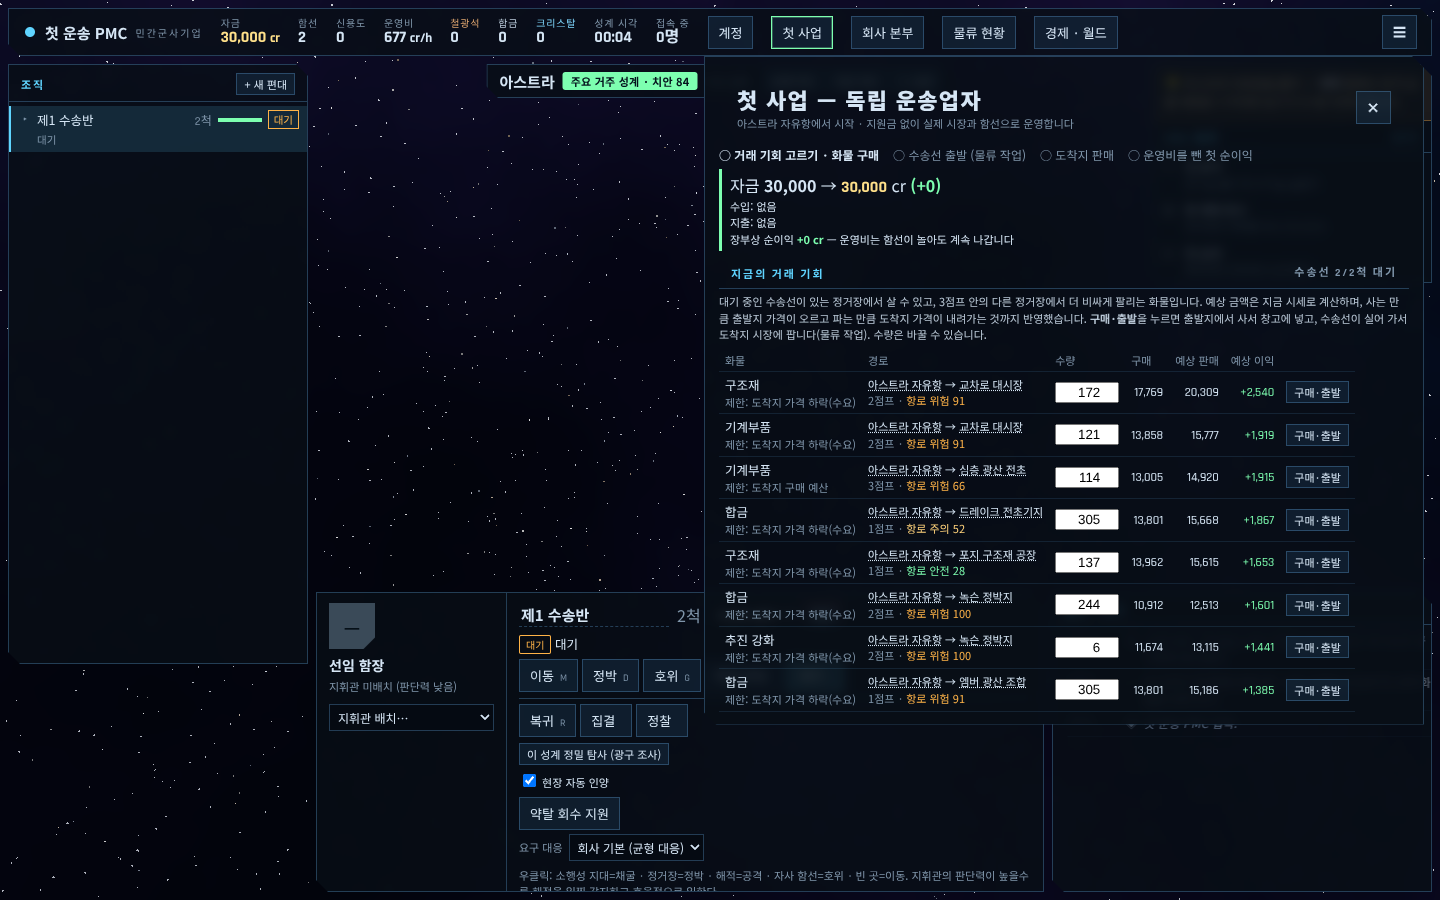 첫 운송 PMC 민간군사기업
자금 30,000 cr
함선 2
신용도 0
운영비 677 cr/h
철광석 0
합금 0
크리스탈 0
성계 시각 00:04
접속 중 0명
계정
첫 사업
회사 본부
물류 현황
경제 · 월드
☰
조직
+ 새 편대
제1 수송반 2척 대기
대기
아스트라 주요 거주 성계 · 치안 84
첫 사업 — 독립 운송업자
아스트라 자유항에서 시작 · 지원금 없이 실제 시장과 함선으로 운영합니다
×
○ 거래 기회 고르기 · 화물 구매 ○ 수송선 출발 (물류 작업) ○ 도착지 판매 ○ 운영비를 뺀 첫 순이익
자금 30,000 → 30,000 cr (+0)
수입: 없음
지출: 없음
장부상 순이익 +0 cr — 운영비는 함선이 놀아도 계속 나갑니다
지금의 거래 기회
수송선 2/2척 대기
대기 중인 수송선이 있는 정거장에서 살 수 있고, 3점프 안의 다른 정거장에서 더 비싸게 팔리는 화물입니다. 예상 금액은 지금 시세로 계산하며, 사는 만
큼 출발지 가격이 오르고 파는 만큼 도착지 가격이 내려가는 것까지 반영했습니다. 구매·출발을 누르면 출발지에서 사서 창고에 넣고, 수송선이 실어 가서
도착지 시장에 팝니다(물류 작업). 수량은 바꿀 수 있습니다.
화물 경로 수량 구매 예상 판매 예상 이익
구조재 아스트라 자유항 → 교차로 대시장 172 17,769 20,309 +2,540 구매·출발
제한: 도착지 가격 하락(수요) 2점프 · 항로 위험 91
기계부품 아스트라 자유항 → 교차로 대시장 121 13,858 15,777 +1,919 구매·출발
제한: 도착지 가격 하락(수요) 2점프 · 항로 위험 91
기계부품 아스트라 자유항 → 심층 광산 전초 114 13,005 14,920 +1,915 구매·출발
제한: 도착지 구매 예산 3점프 · 항로 위험 66
합금 아스트라 자유항 → 드레이크 전초기지 305 13,801 15,668 +1,867 구매·출발
제한: 도착지 가격 하락(수요) 1점프 · 항로 주의 52
구조재 아스트라 자유항 → 포지 구조재 공장 137 13,962 15,615 +1,653 구매·출발
제한: 도착지 가격 하락(수요) 1점프 · 항로 안전 28
합금 아스트라 자유항 → 녹슨 정박지 244 10,912 12,513 +1,601 구매·출발
제한: 도착지 가격 하락(수요) 2점프 · 항로 위험 100
추진 강화 아스트라 자유항 → 녹슨 정박지 6 11,674 13,115 +1,441 구매·출발
제한: 도착지 가격 하락(수요) 2점프 · 항로 위험 100
합금 아스트라 자유항 → 엠버 광산 조합 305 13,801 15,186 +1,385 구매·출발
제한: 도착지 가격 하락(수요) 1점프 · 항로 위험 91
—
선임 함장
지휘관 미배치 (판단력 낮음)
지휘관 배치⋯
제1 수송반 2척
대기 대기
이동 M
정박 D
호위 G
복귀 R
집결
정찰
이 성계 정밀 탐사 (광구 조사)
현장 자동 인양
약탈 회수 지원
요구 대응 회사 기본 (균형 대응)
우클릭: 소행성 지대=채굴 · 정거장=정박 · 해적=공격 · 자사 함선=호위 · 빈 곳=이동. 지휘관의 판단력이 높을수